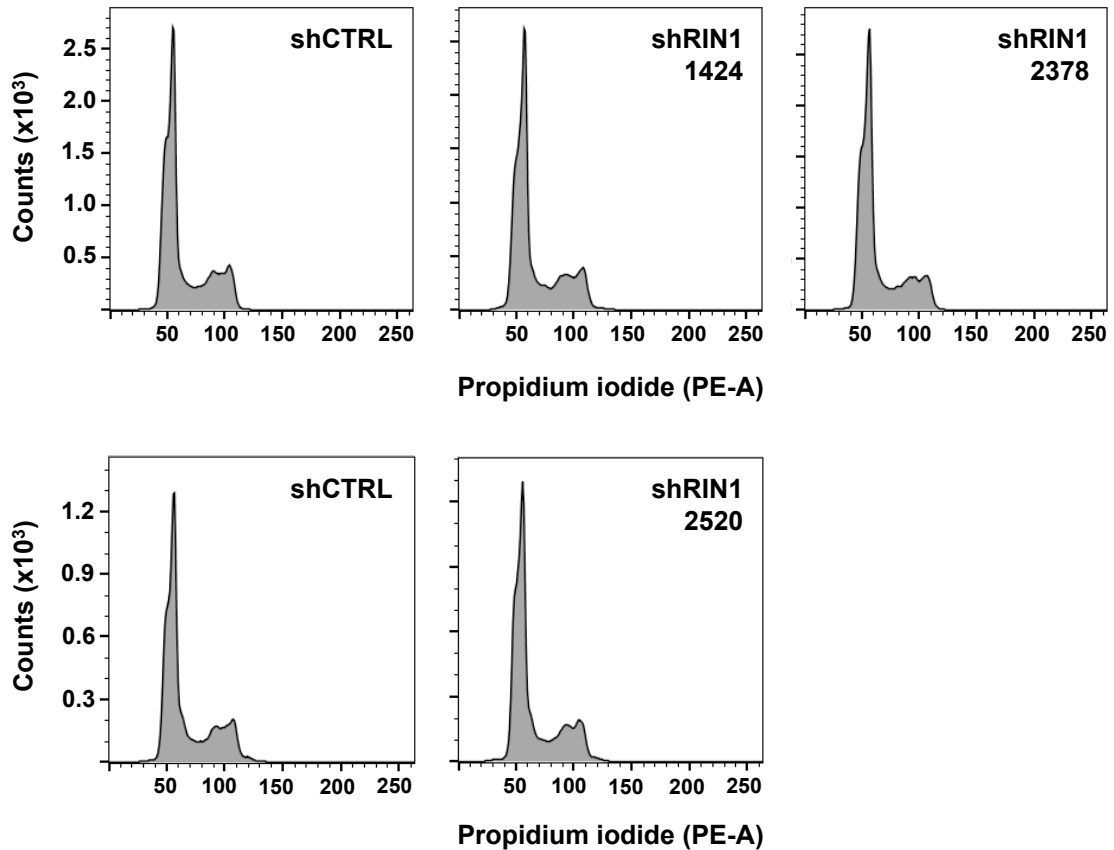 shCTRL
shRIN1
1424
shRIN1
2378
Counts (x10³)
2.5
2.0
1.5
1.0
0.5
50 100 150 200 250
50 100 150 200 250
50 100 150 200 250
Propidium iodide (PE-A)
shCTRL
shRIN1
2520
Counts (x10³)
1.2
0.9
0.6
0.3
50 100 150 200 250
50 100 150 200 250
Propidium iodide (PE-A)